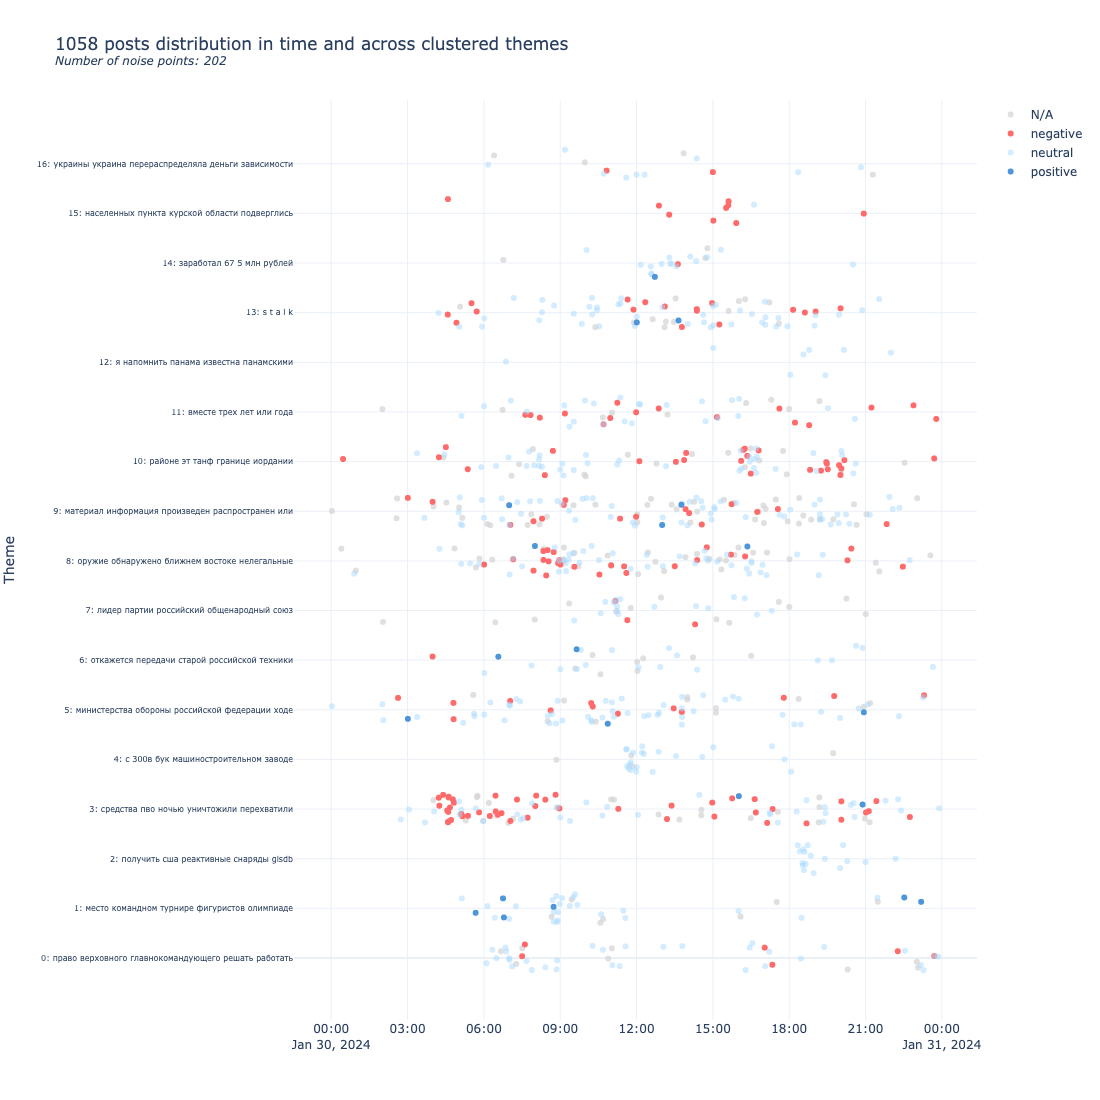 1058 posts distribution in time and across clustered themes
Number of noise points: 202
N/A
negative
neutral
positive
Theme
16: украины украина перераспределяла деньги зависимости
15: населенных пункта курской области подверглись
14: заработал 67 5 млн рублей
13: s t a l k
12: я напомнить панама известна панамскими
11: вместе трех лет или года
10: районе эт танф границе иордании
9: материал информация произведен распространен или
8: оружие обнаружено ближнем востоке нелегальные
7: лидер партии российский общенародный союз
6: откажется передачи старой российской техники
5: министерства обороны российской федерации ходе
4: с 300в бук машиностроительном заводе
3: средства пво ночью уничтожили перехватили
2: получить сша реактивные снаряды glsdb
1: место командном турнире фигуристов олимпиаде
0: право верховного главнокомандующего решать работать
00:00 03:00 06:00 09:00 12:00 15:00 18:00 21:00 00:00
Jan 30, 2024 Jan 31, 2024